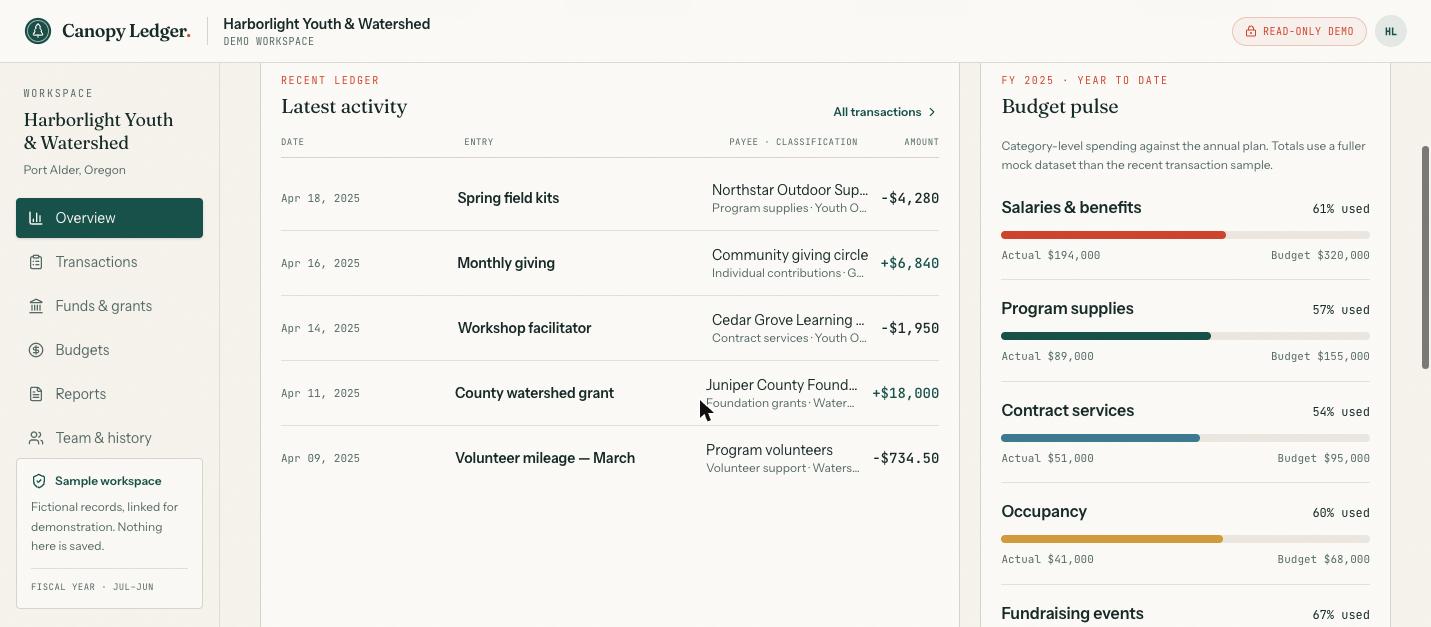 Canopy Ledger.
Harborlight Youth & Watershed
DEMO WORKSPACE
READ-ONLY DEMO
HL
WORKSPACE
Harborlight Youth
& Watershed
Port Alder, Oregon
Overview
Transactions
Funds & grants
Budgets
Reports
Team & history
Sample workspace
Fictional records, linked for
demonstration. Nothing
here is saved.
FISCAL YEAR · JUL–JUN
RECENT LEDGER
Latest activity
All transactions
DATE ENTRY PAYEE · CLASSIFICATION AMOUNT
Apr 18, 2025 Spring field kits Northstar Outdoor Sup… -$4,280
Program supplies · Youth O…
Apr 16, 2025 Monthly giving Community giving circle +$6,840
Individual contributions · G…
Apr 14, 2025 Workshop facilitator Cedar Grove Learning … -$1,950
Contract services · Youth O…
Apr 11, 2025 County watershed grant Juniper County Found… +$18,000
Foundation grants · Water…
Apr 09, 2025 Volunteer mileage — March Program volunteers -$734.50
Volunteer support · Waters…
FY 2025 · YEAR TO DATE
Budget pulse
Category-level spending against the annual plan. Totals use a fuller
mock dataset than the recent transaction sample.
Salaries & benefits 61% used
Actual $194,000 Budget $320,000
Program supplies 57% used
Actual $89,000 Budget $155,000
Contract services 54% used
Actual $51,000 Budget $95,000
Occupancy 60% used
Actual $41,000 Budget $68,000
Fundraising events 67% used